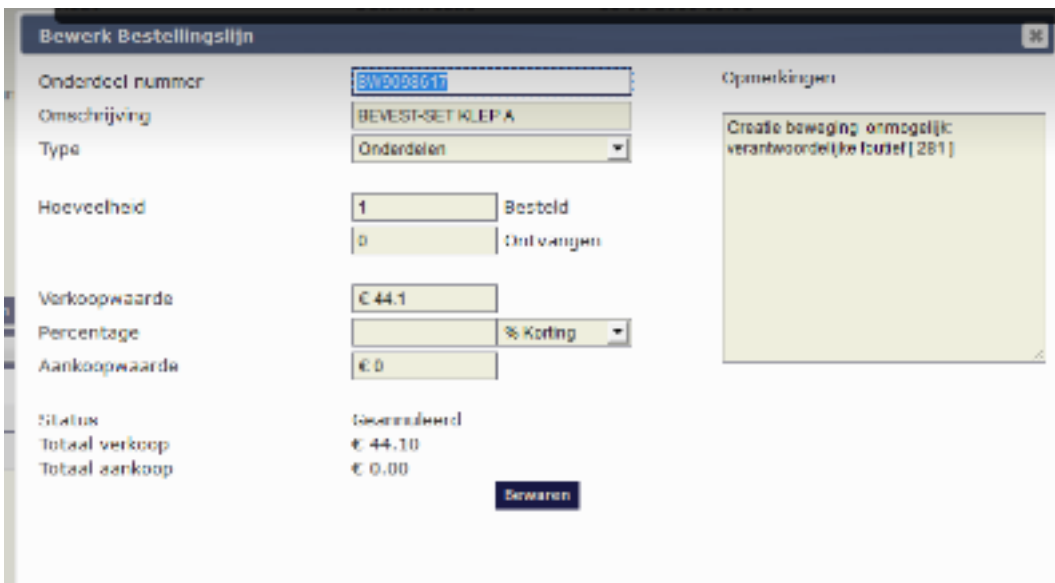 Bewerk Bestellingslijn
Onderdeel nummer
BW9098617
Opmerkingen
Omschrijving
BEVEST-SET KLEP A
Creatie beweging onmogelijk:
verantwoordelijke foutief [ 281 ]
Type
Onderdelen
Hoeveelheid
1
Besteld
0
Ontvangen
Verkoopwaarde
€ 44.1
Percentage
% Korting
Aankoopwaarde
€ 0
Status
Geannuleerd
Totaal verkoop
€ 44.10
Totaal aankoop
€ 0.00
Bewaren